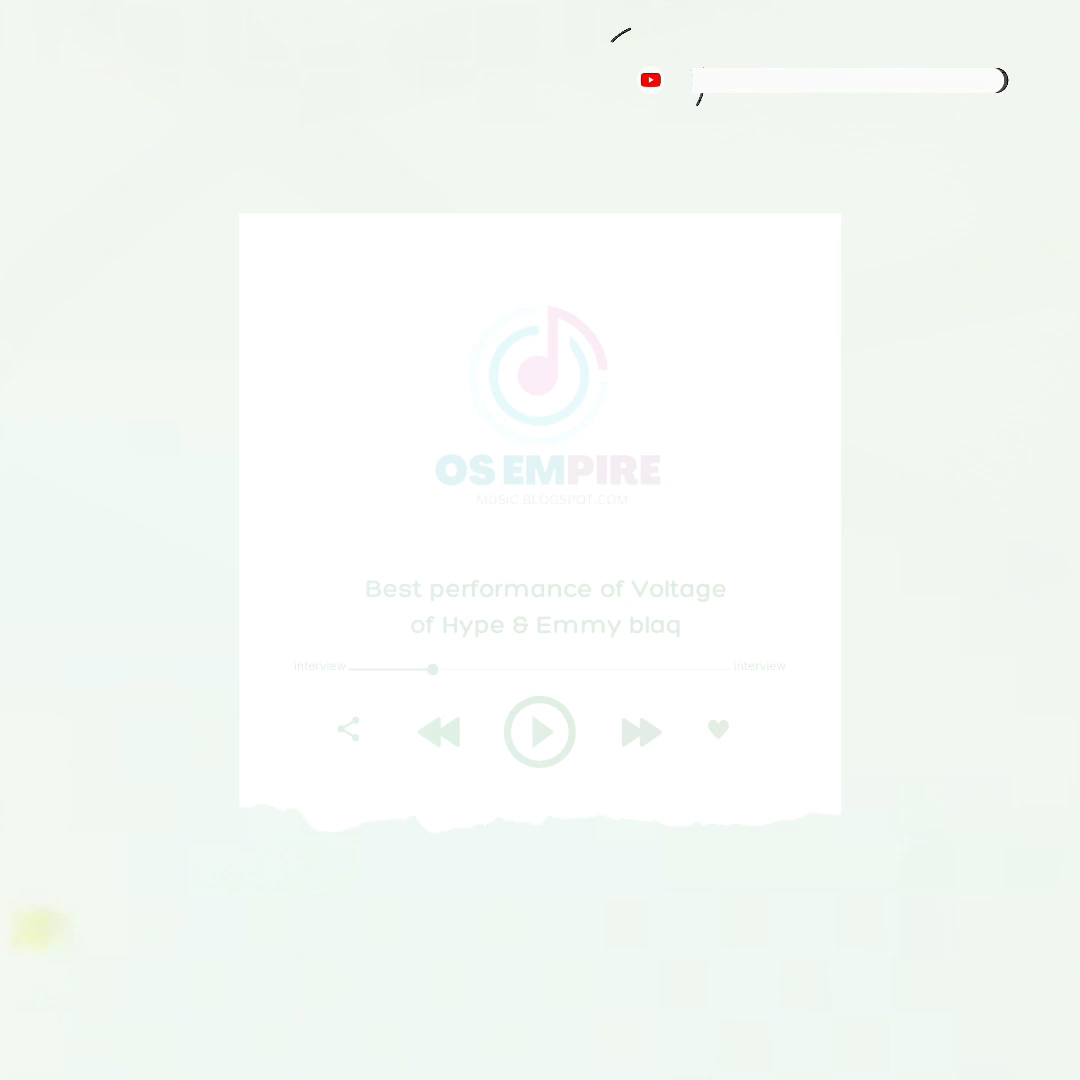 OS EMPIRE
MUSIC.BLOGSPOT.COM
Best performance of Voltage
of Hype & Emmy blaq
interview
interview